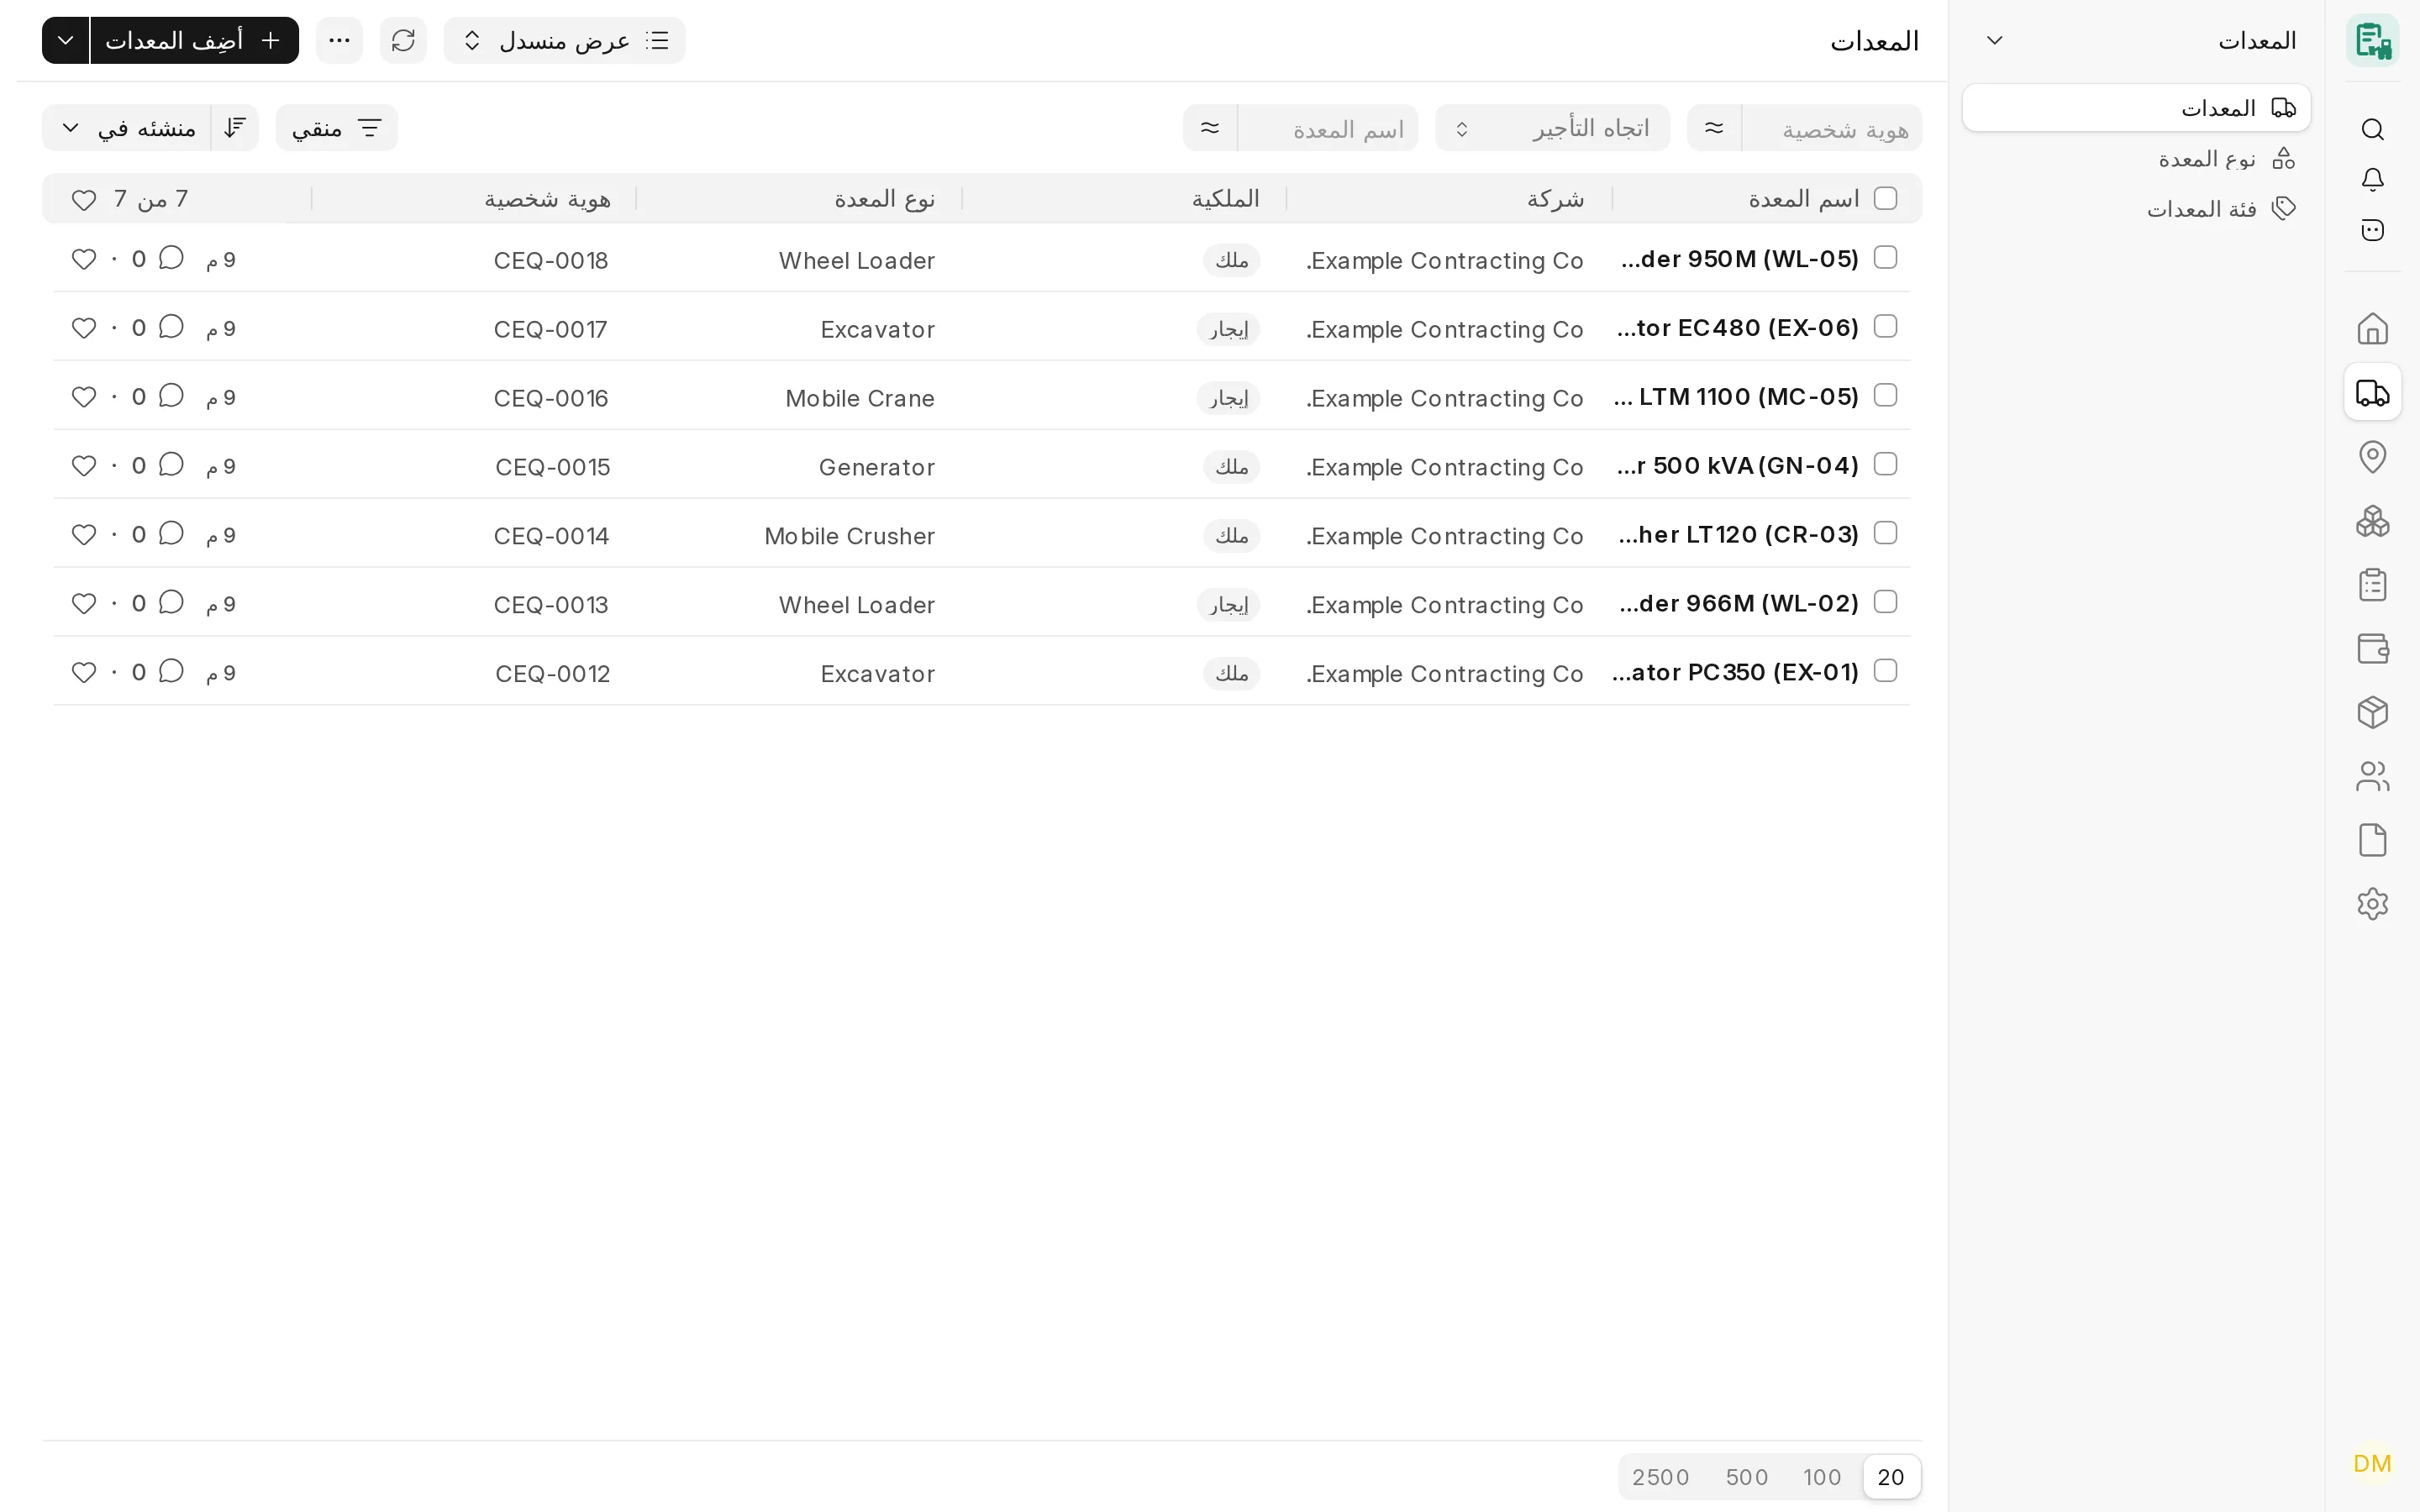 المعدات
المعدات
نوع المعدة
فئة المعدات
DM
المعدات
عرض منسدل
أضِف المعدات
هوية شخصية
اتجاه التأجير
اسم المعدة
منقي
منشئه في
اسم المعدة شركة الملكية نوع المعدة هوية شخصية 7 من 7
...der 950M (WL-05) Example Contracting Co. ملك Wheel Loader CEQ-0018 9 م 0 ·
...tor EC480 (EX-06) Example Contracting Co. إيجار Excavator CEQ-0017 9 م 0 ·
... LTM 1100 (MC-05) Example Contracting Co. إيجار Mobile Crane CEQ-0016 9 م 0 ·
...r 500 kVA (GN-04) Example Contracting Co. ملك Generator CEQ-0015 9 م 0 ·
...her LT120 (CR-03) Example Contracting Co. ملك Mobile Crusher CEQ-0014 9 م 0 ·
...der 966M (WL-02) Example Contracting Co. إيجار Wheel Loader CEQ-0013 9 م 0 ·
...ator PC350 (EX-01) Example Contracting Co. ملك Excavator CEQ-0012 9 م 0 ·
20 100 500 2500